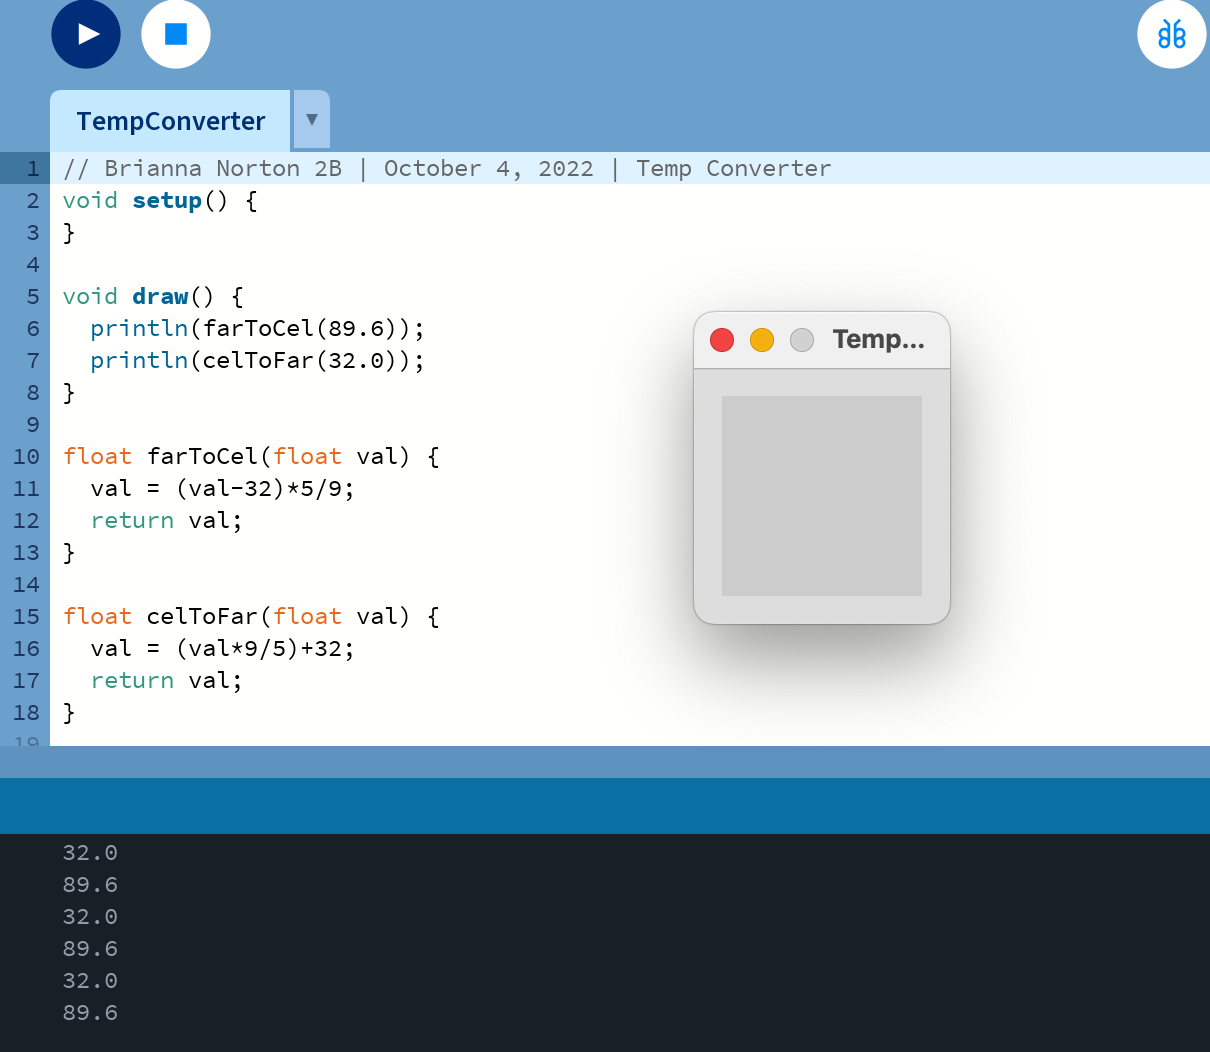 TempConverter ▼
1 // Brianna Norton 2B | October 4, 2022 | Temp Converter
2 void setup() {
3 }
4
5 void draw() {
6   println(farToCel(89.6));
7   println(celToFar(32.0));
8 }
9
10 float farToCel(float val) {
11   val = (val-32)*5/9;
12   return val;
13 }
14
15 float celToFar(float val) {
16   val = (val*9/5)+32;
17   return val;
18 }
19
Temp...
32.0
89.6
32.0
89.6
32.0
89.6